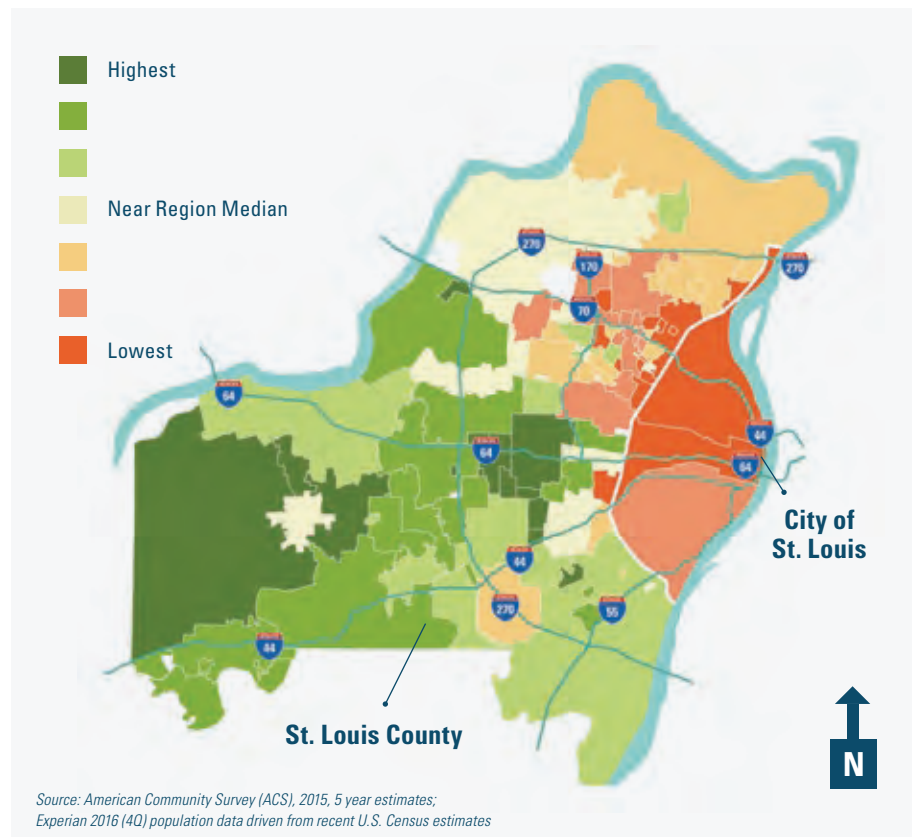 Highest
Near Region Median
Lowest
270
170
270
70
64
44
64
64
City of
St. Louis
44
270
55
44
St. Louis County
N
Source: American Community Survey (ACS), 2015, 5 year estimates;
Experian 2016 (4Q) population data driven from recent U.S. Census estimates